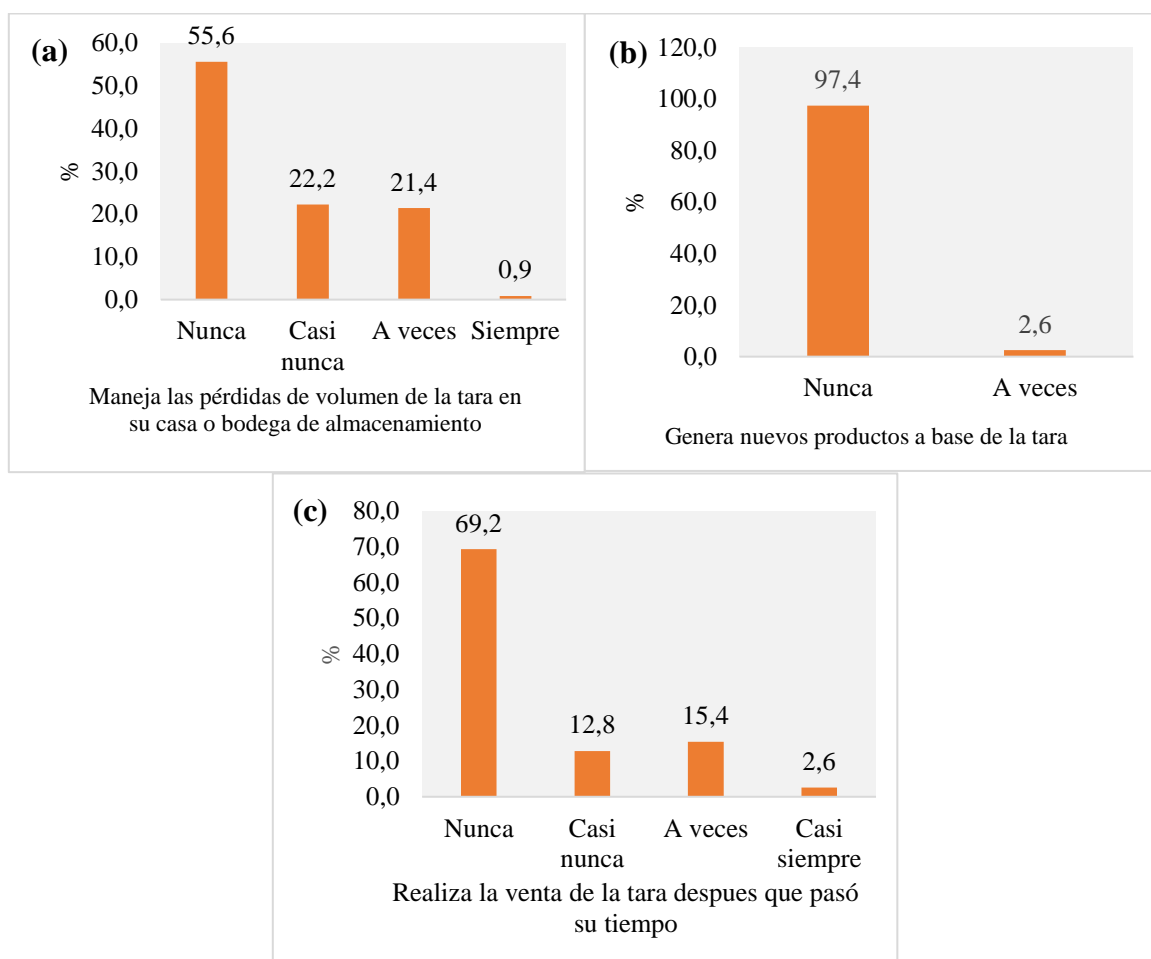 (a)
60,0
50,0
40,0
30,0
20,0
10,0
0,0
%
55,6
22,2
21,4
0,9
Nunca
Casi
nunca
A veces
Siempre
Maneja las pérdidas de volumen de la tara en
su casa o bodega de almacenamiento
(b)
120,0
100,0
80,0
60,0
40,0
20,0
0,0
%
97,4
2,6
Nunca
A veces
Genera nuevos productos a base de la tara
(c)
80,0
70,0
60,0
50,0
40,0
30,0
20,0
10,0
0,0
%
69,2
12,8
15,4
2,6
Nunca
Casi
nunca
A veces
Casi
siempre
Realiza la venta de la tara despues que pasó
su tiempo